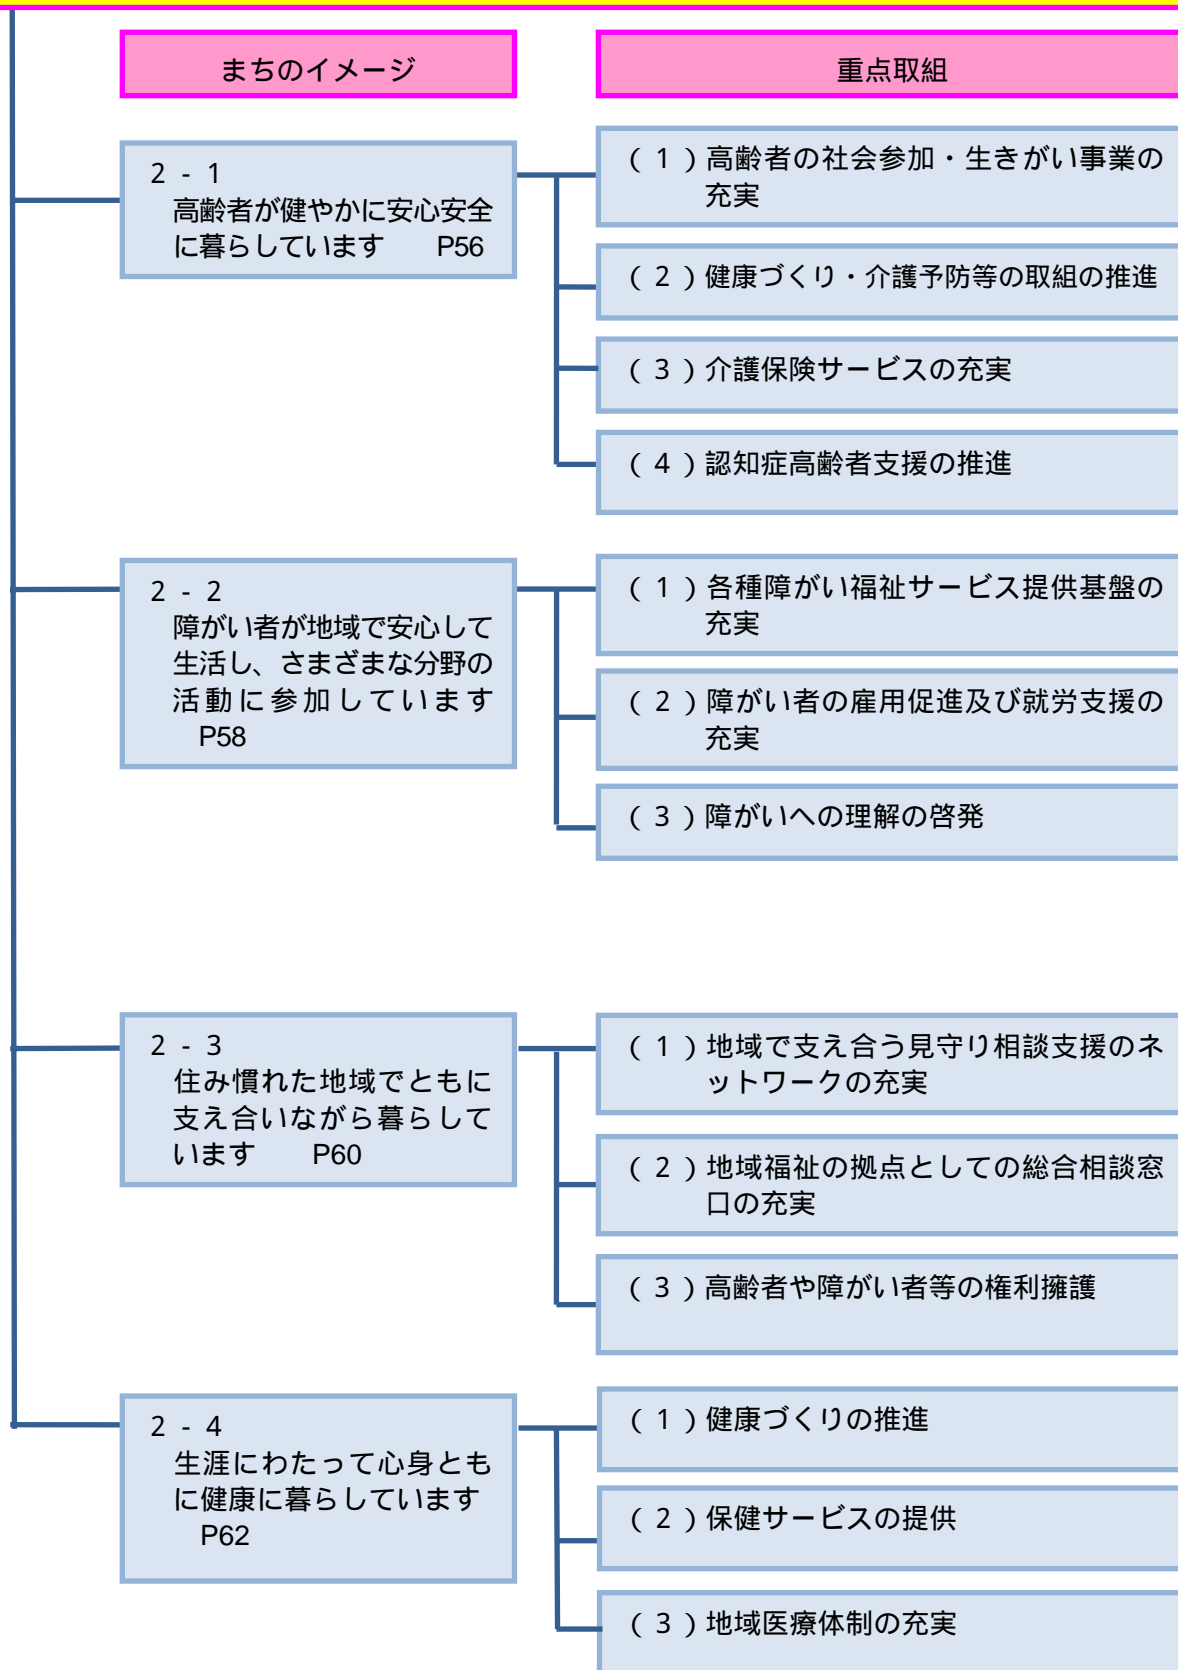 まちのイメージ
重点取組
2 - 1
高齢者が健やかに安心安全
に暮らしています P56
(1)高齢者の社会参加・生きがい事業の
充実
(2)健康づくり・介護予防等の取組の推進
(3)介護保険サービスの充実
(4)認知症高齢者支援の推進
2 - 2
障がい者が地域で安心して
生活し、さまざまな分野の
活動に参加しています
P58
(1)各種障がい福祉サービス提供基盤の
充実
(2)障がい者の雇用促進及び就労支援の
充実
(3)障がいへの理解の啓発
2 - 3
住み慣れた地域でともに
支え合いながら暮らして
います P60
(1)地域で支え合う見守り相談支援のネ
ットワークの充実
(2)地域福祉の拠点としての総合相談窓
口の充実
(3)高齢者や障がい者等の権利擁護
2 - 4
生涯にわたって心身とも
に健康に暮らしています
P62
(1)健康づくりの推進
(2)保健サービスの提供
(3)地域医療体制の充実